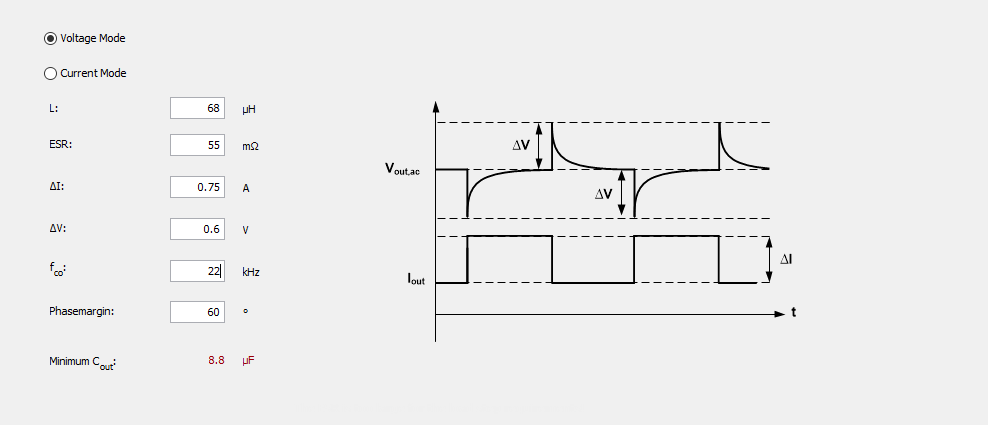 Voltage Mode
Current Mode
L: 68 µH
ESR: 55 mΩ
ΔI: 0.75 A
ΔV: 0.6 V
fco: 22 kHz
Phasemargin: 60 °
Minimum Cout: 8.8 µF
ΔV
Vout,ac
ΔV
ΔI
Iout
t